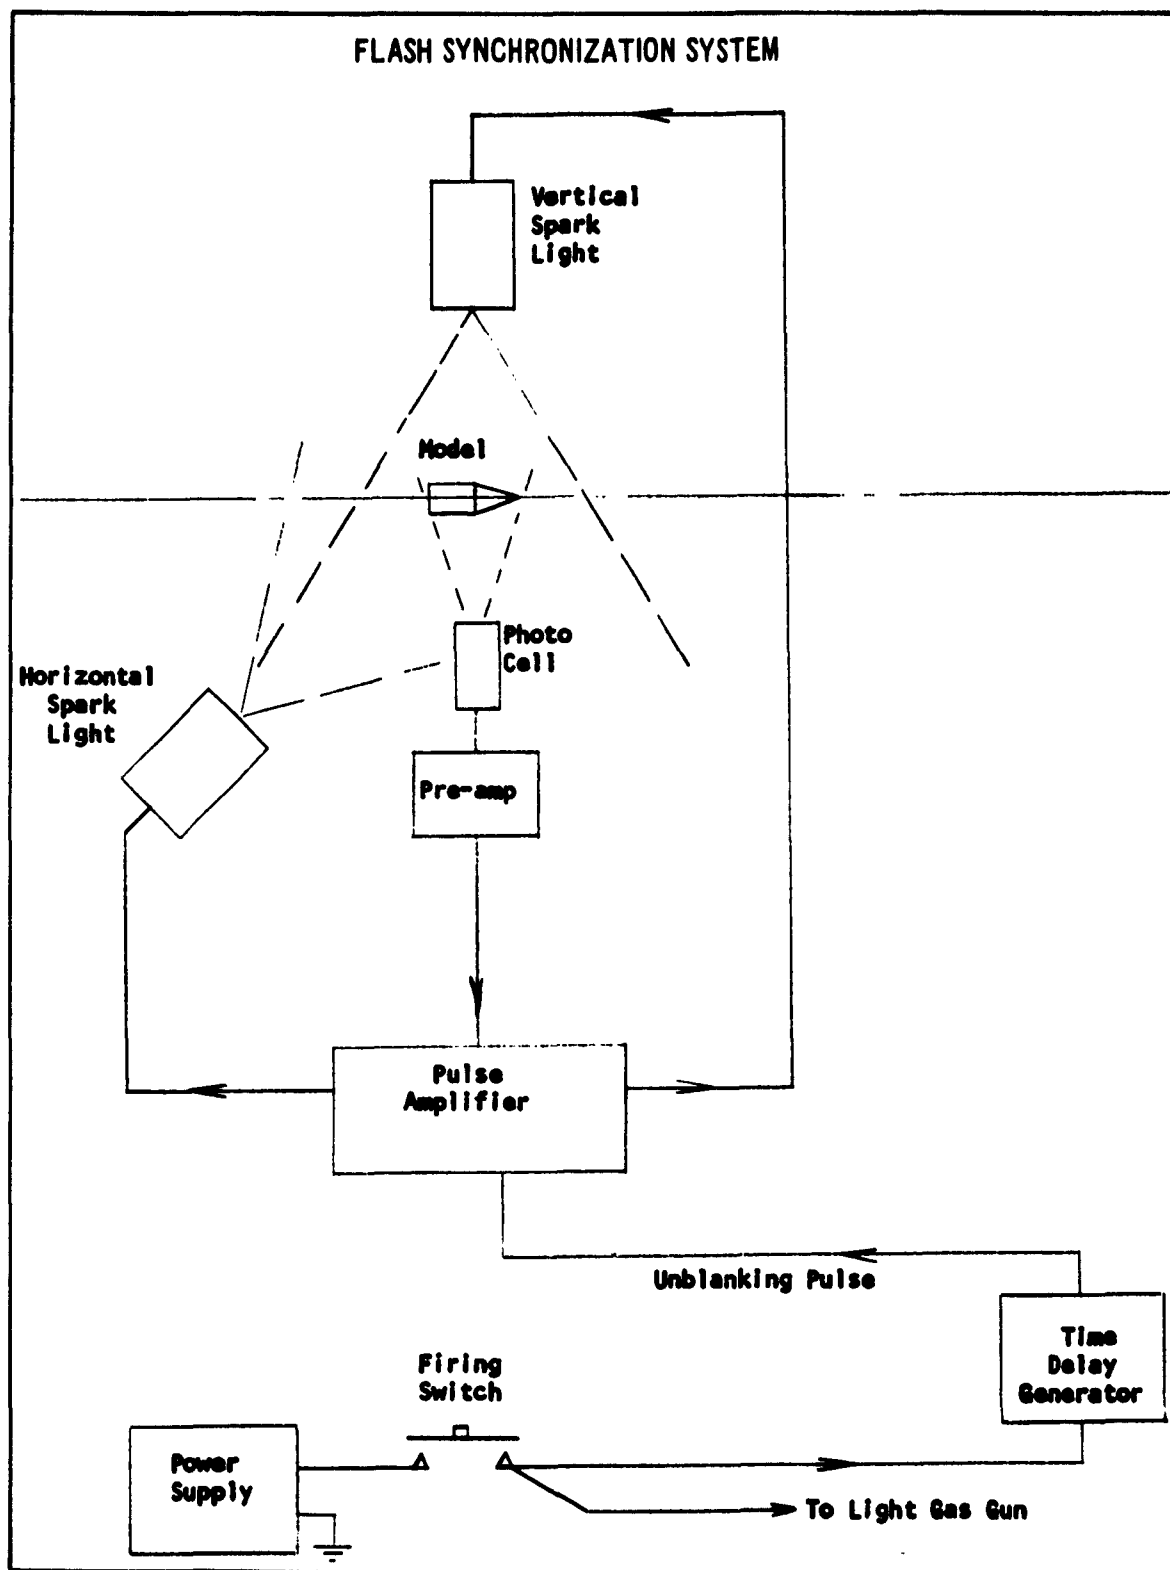 FLASH SYNCHRONIZATION SYSTEM
Vertical
Spark
Light
Model
Photo
Cell
Horizontal
Spark
Light
Pre-amp
Pulse
Amplifier
Unblanking Pulse
Time
Delay
Generator
Firing
Switch
Power
Supply
To Light Gas Gun